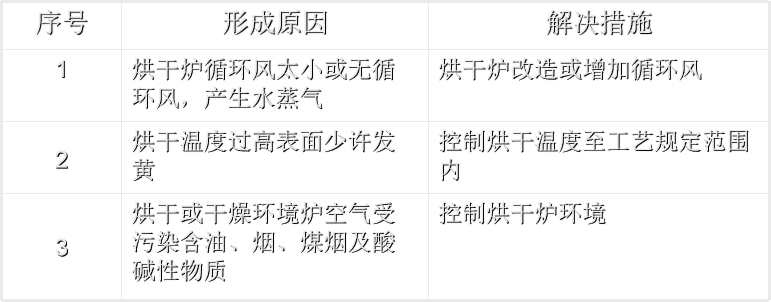 序号 形成原因 解决措施
1 烘干炉循环风太小或无循 烘干炉改造或增加循环风
环风，产生水蒸气
2 烘干温度过高表面少许发 控制烘干温度至工艺规定范围
黄 内
3 烘干或干燥环境炉空气受 控制烘干炉环境
污染含油、烟、煤烟及酸
碱性物质